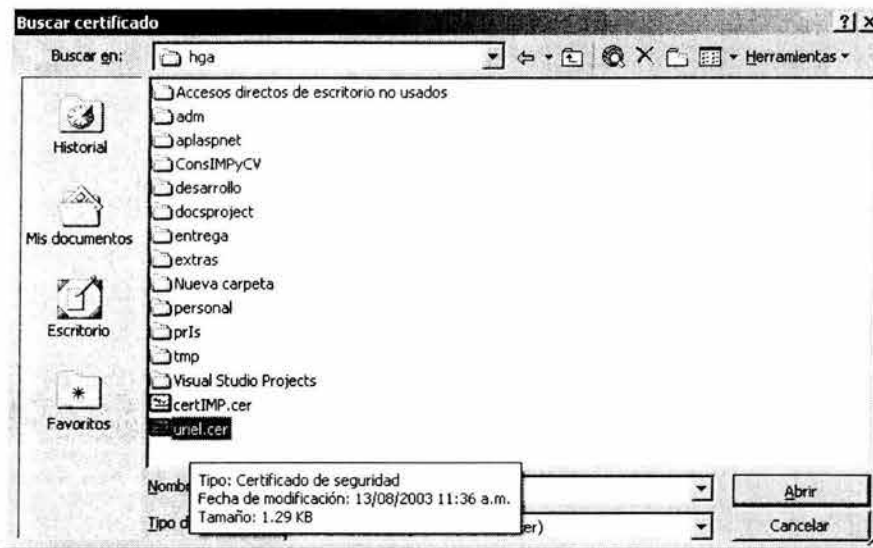 Buscar certificado
Buscar en: hga Herramientas
Historial
Mis documentos
Escritorio
Favoritos
Accesos directos de escritorio no usados
adm
aplaspnet
ConsIMPyCV
desarrollo
docsproject
entrega
extras
Nueva carpeta
personal
prIs
tmp
Visual Studio Projects
certIMP.cer
uriel.cer
Tipo: Certificado de seguridad
Fecha de modificación: 13/08/2003 11:36 a.m.
Tamaño: 1.29 KB
Nomb
Abrir
Tipo d
er)
Cancelar